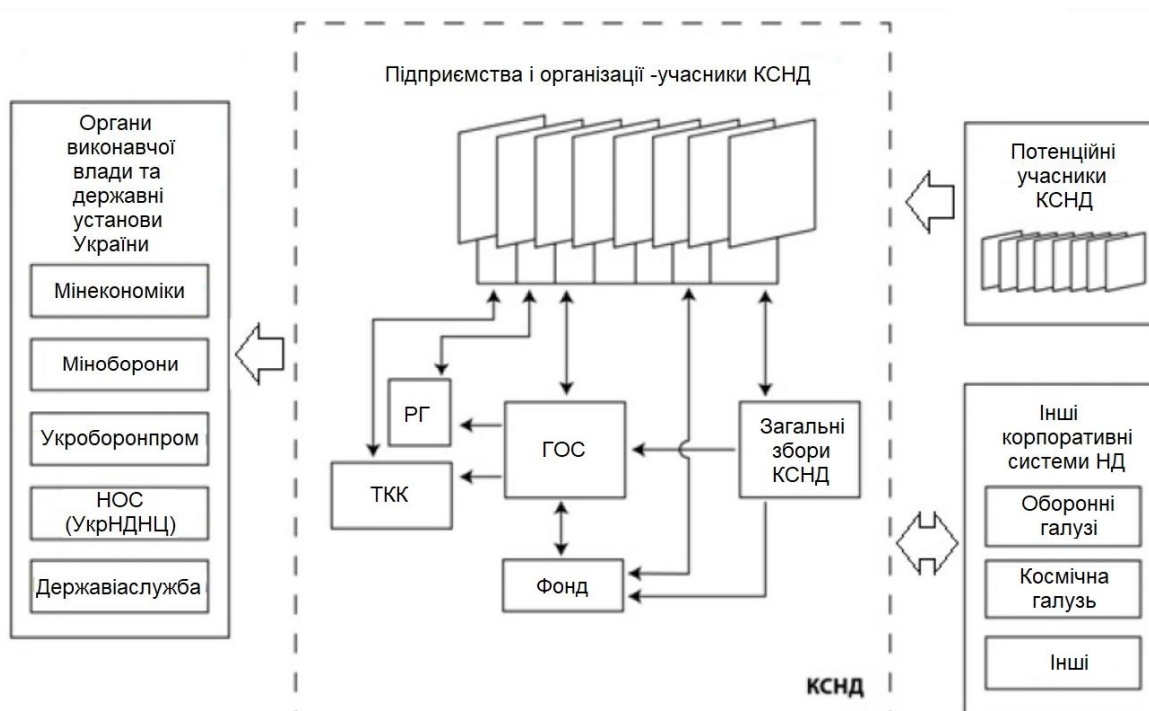 Підприємства і організації -учасники КСНД
Органи
виконавчої
влади та
державні
установи
України
Мінекономіки
Міноборони
Укроборонпром
НОС
(УкрНДНЦ)
Державіаслужба
РГ
ТКК
ГОС
Загальні
збори
КСНД
Фонд
КСНД
Потенційні
учасники
КСНД
Інші
корпоративні
системи НД
Оборонні
галузі
Космічна
галузь
Інші